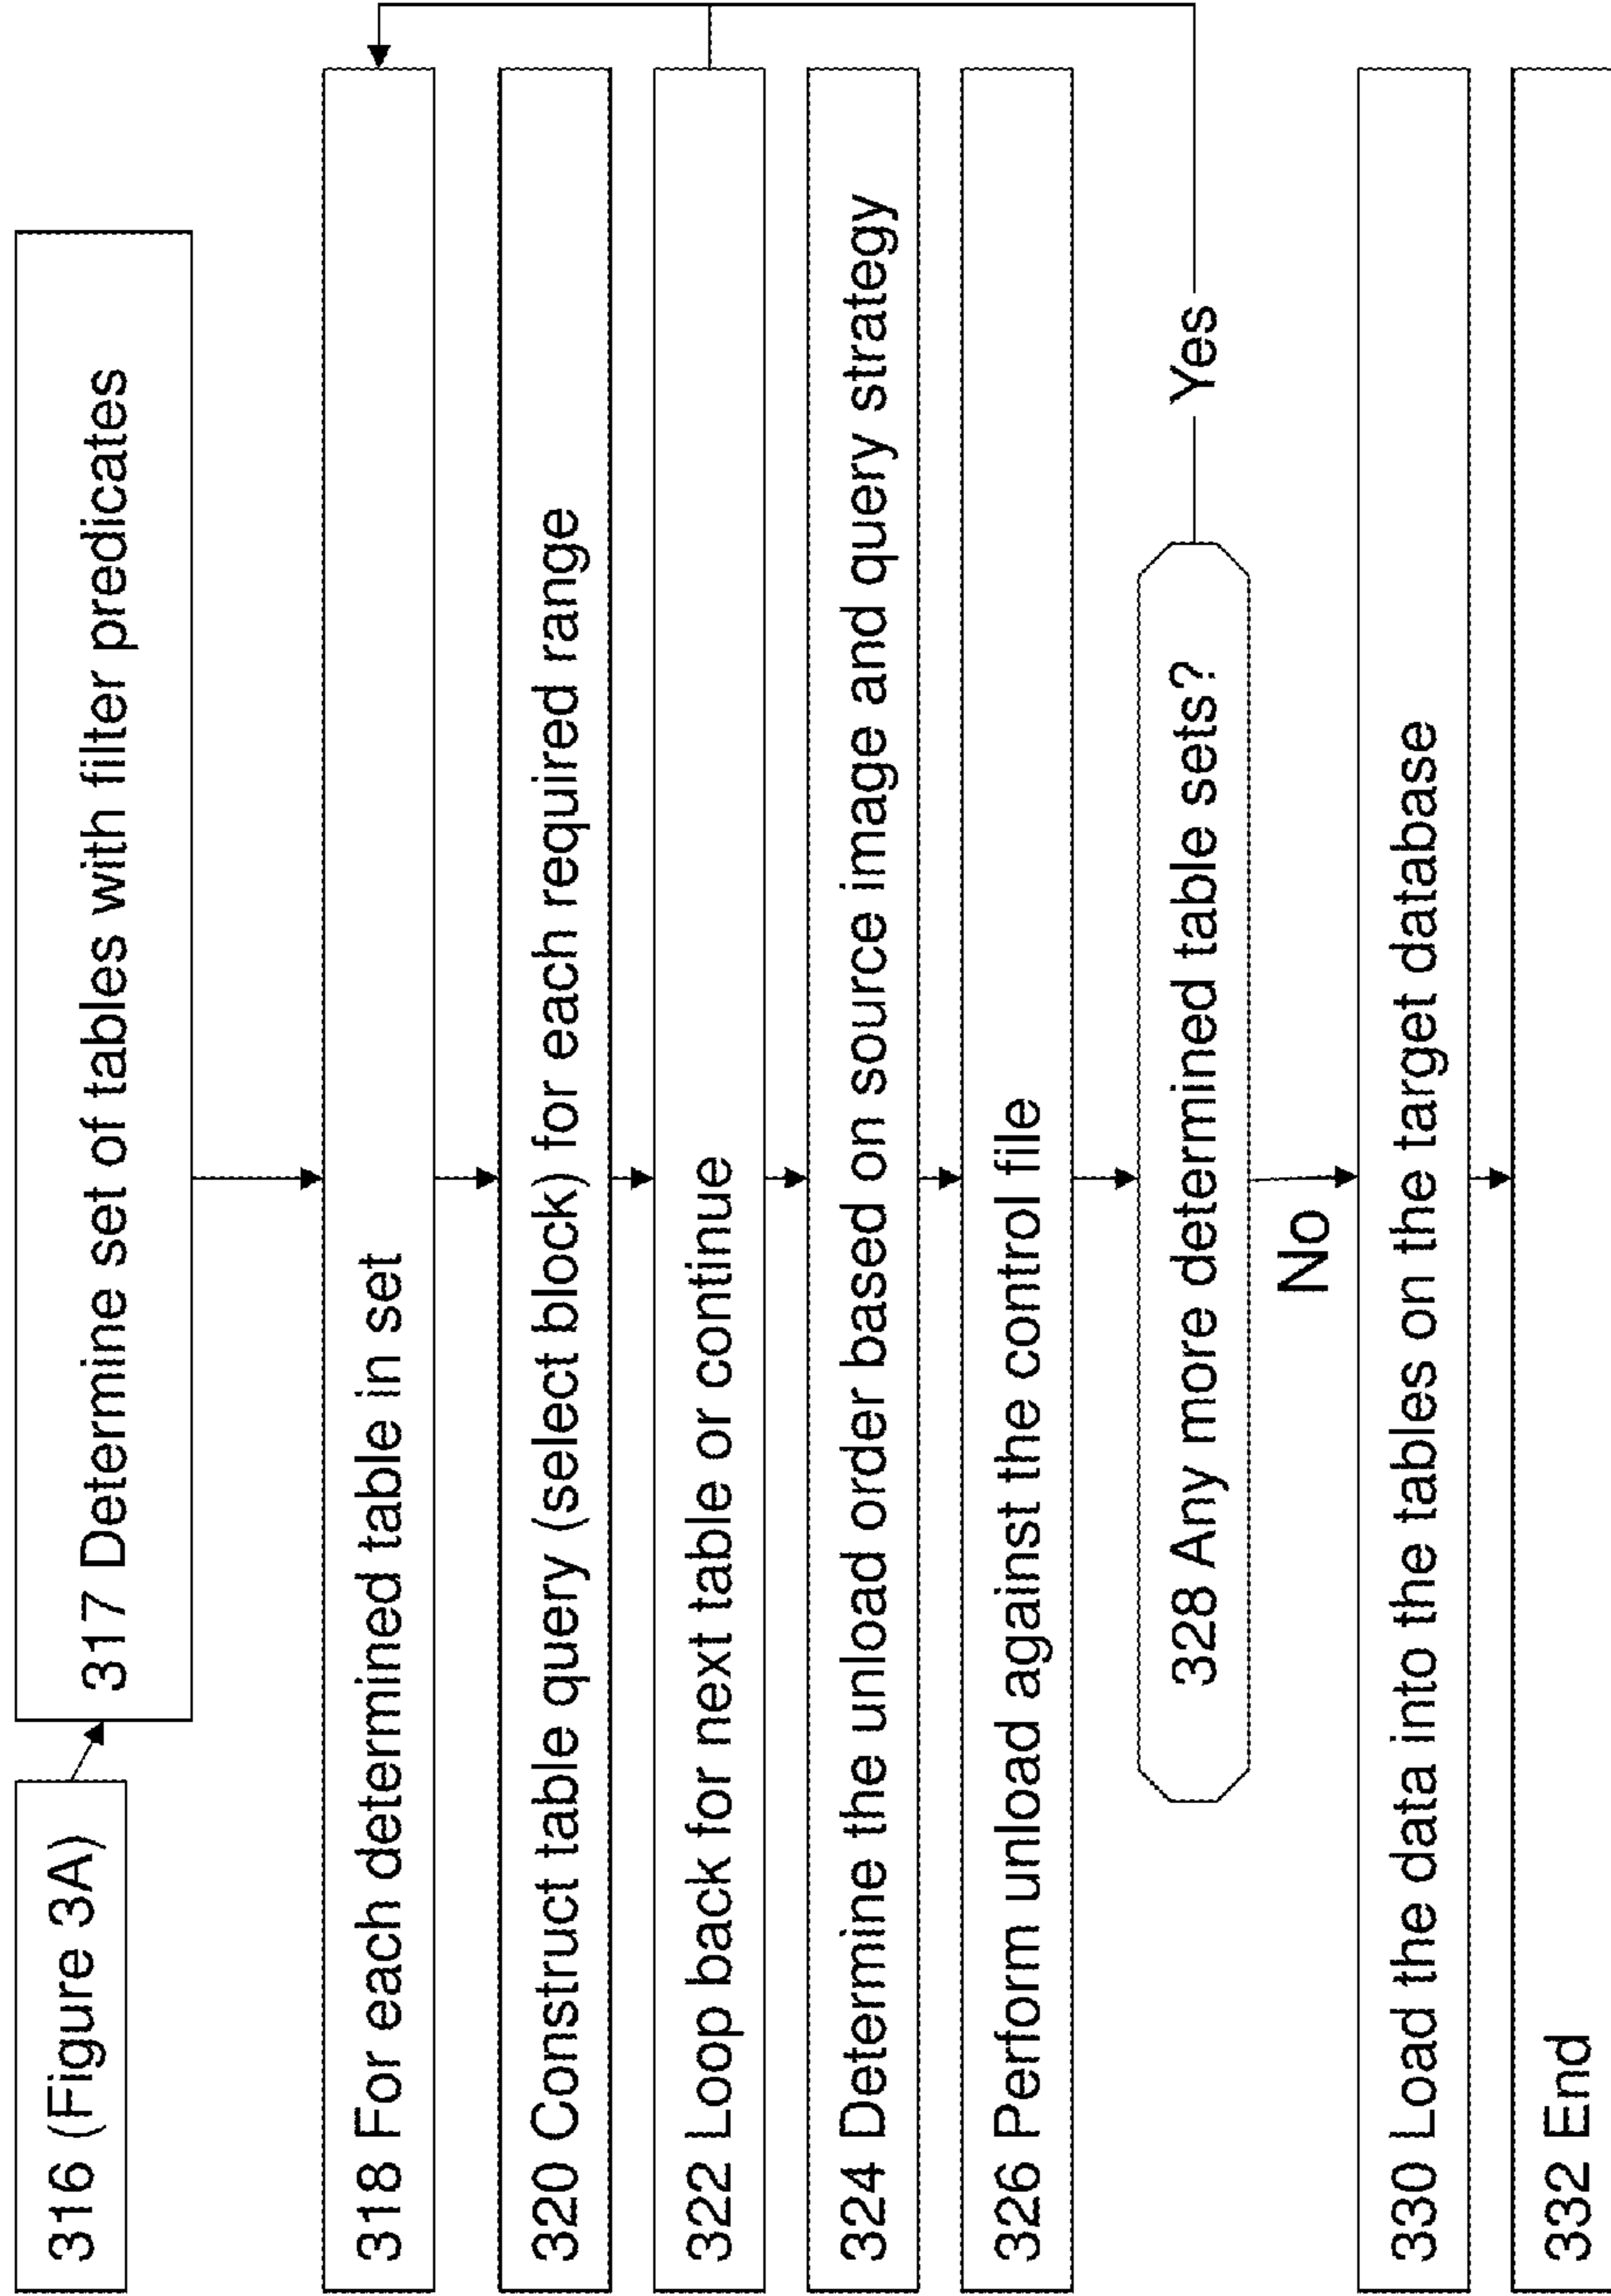 316 (Figure 3A)
317 Determine set of tables with filter predicates
318 For each determined table in set
320 Construct table query (select block) for each required range
322 Loop back for next table or continue
324 Determine the unload order based on source image and query strategy
326 Perform unload against the control file
328 Any more determined table sets?
Yes
No
330 Load the data into the tables on the target database
332 End